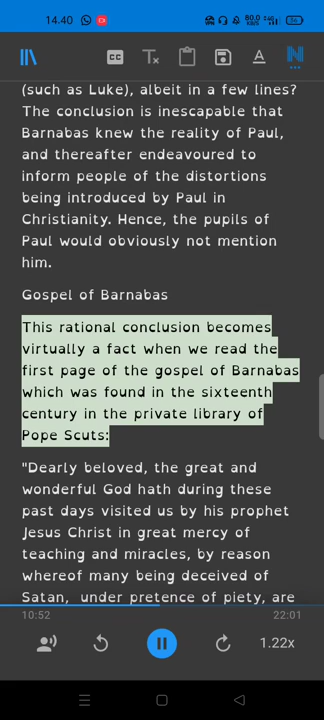 14.40
80.0
KB/s
56
CC
T
A
N
(such as Luke), albeit in a few lines?
The conclusion is inescapable that
Barnabas knew the reality of Paul,
and thereafter endeavoured to
inform people of the distortions
being introduced by Paul in
Christianity. Hence, the pupils of
Paul would obviously not mention
him.
Gospel of Barnabas
This rational conclusion becomes
virtually a fact when we read the
first page of the gospel of Barnabas
which was found in the sixteenth
century in the private library of
Pope Scuts:
"Dearly beloved, the great and
wonderful God hath during these
past days visited us by his prophet
Jesus Christ in great mercy of
teaching and miracles, by reason
whereof many being deceived of
Satan, under pretence of piety, are
10:52
22:01
1.22x